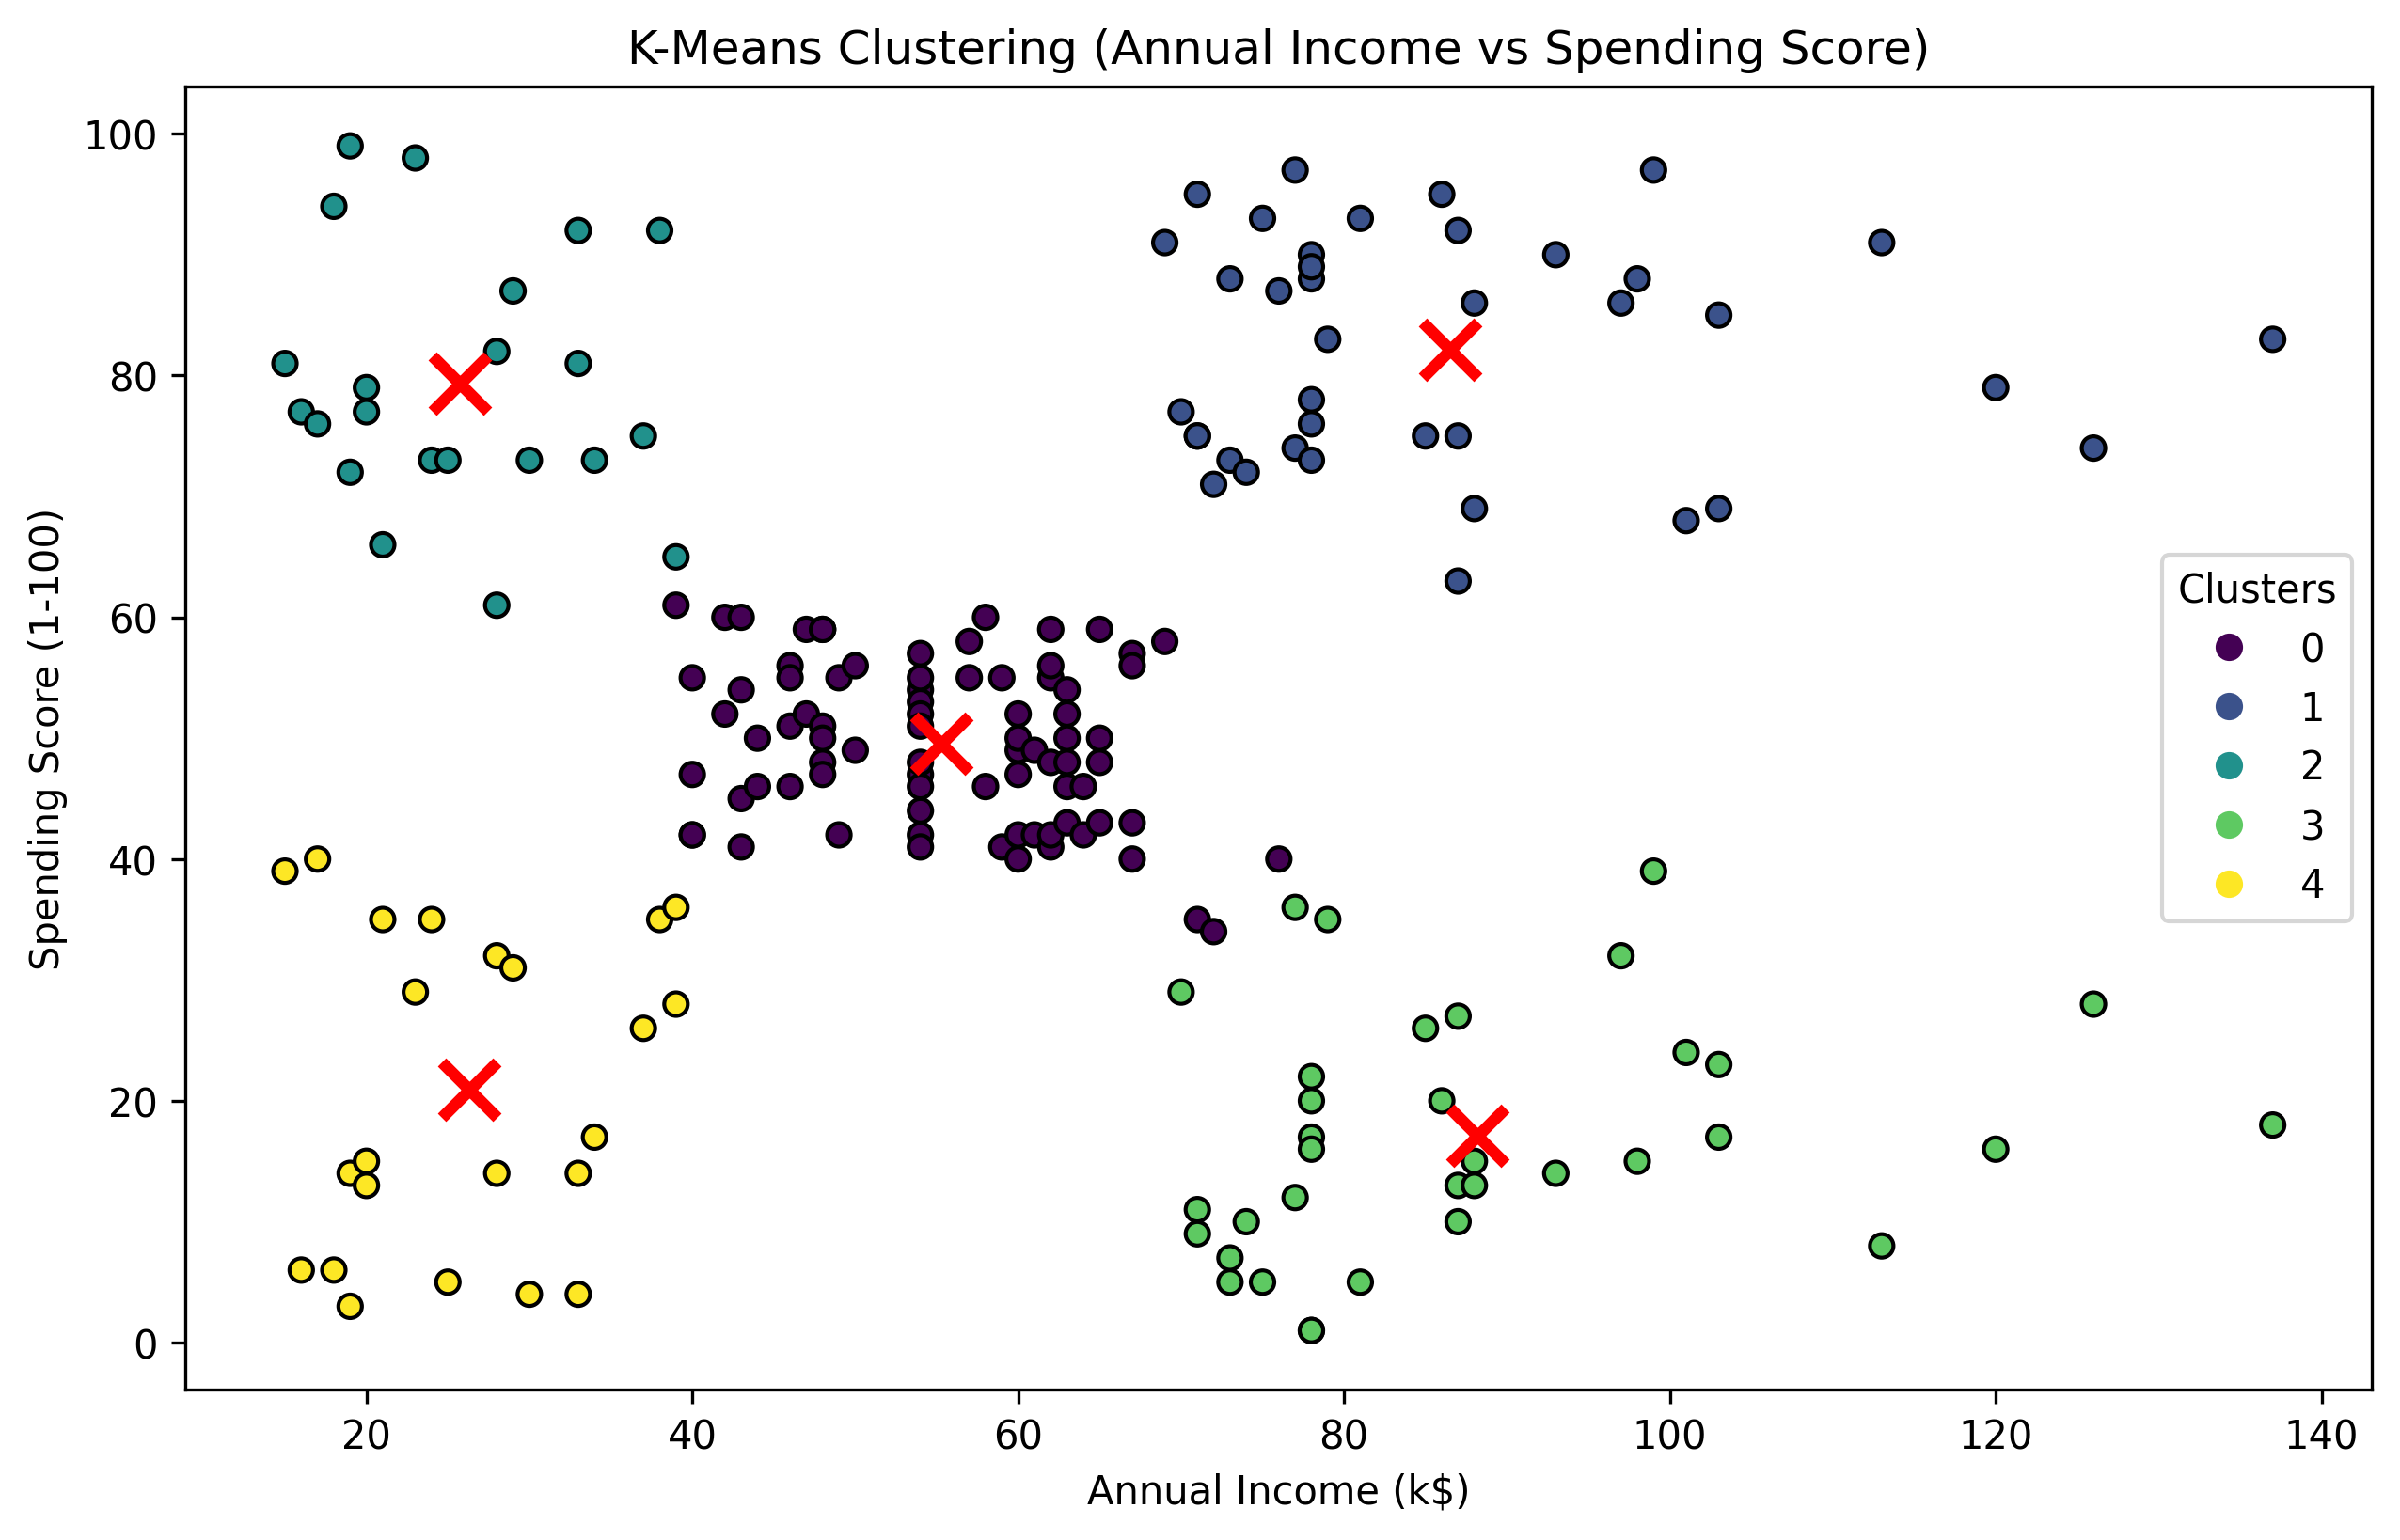 K-Means Clustering (Annual Income vs Spending Score)
100
80
60
40
20
0
Spending Score (1-100)
Clusters
0
1
2
3
4
20 40 60 80 100 120 140
Annual Income (k$)